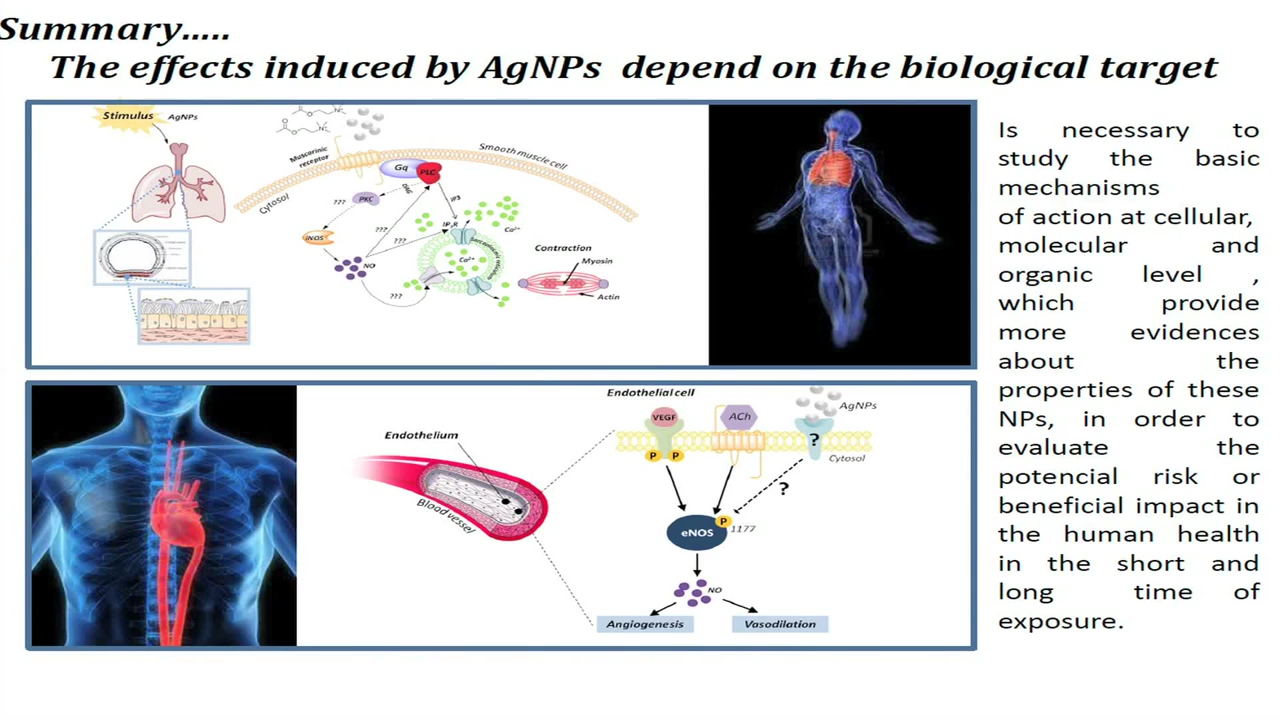 Summary.....
The effects induced by AgNPs depend on the biological target
Stimulus
AgNPs
Muscarinic
receptor
Smooth muscle cell
Cytosol
Gq
PLC
DAG
PKC
???
IP3
iNOS
???
???
IP₃R
Ca²⁺
NO
Ca²⁺
Sarcoplasmic reticulum
???
Contraction
Myosin
Actin
Endothelium
Blood vessel
Endothelial cell
VEGF
ACh
AgNPs
?
P
P
Cytosol
?
P
1177
eNOS
NO
Angiogenesis
Vasodilation
Is necessary to
study the basic
mechanisms
of action at cellular,
molecular and
organic level ,
which provide
more evidences
about the
properties of these
NPs, in order to
evaluate the
potencial risk or
beneficial impact in
the human health
in the short and
long time of
exposure.